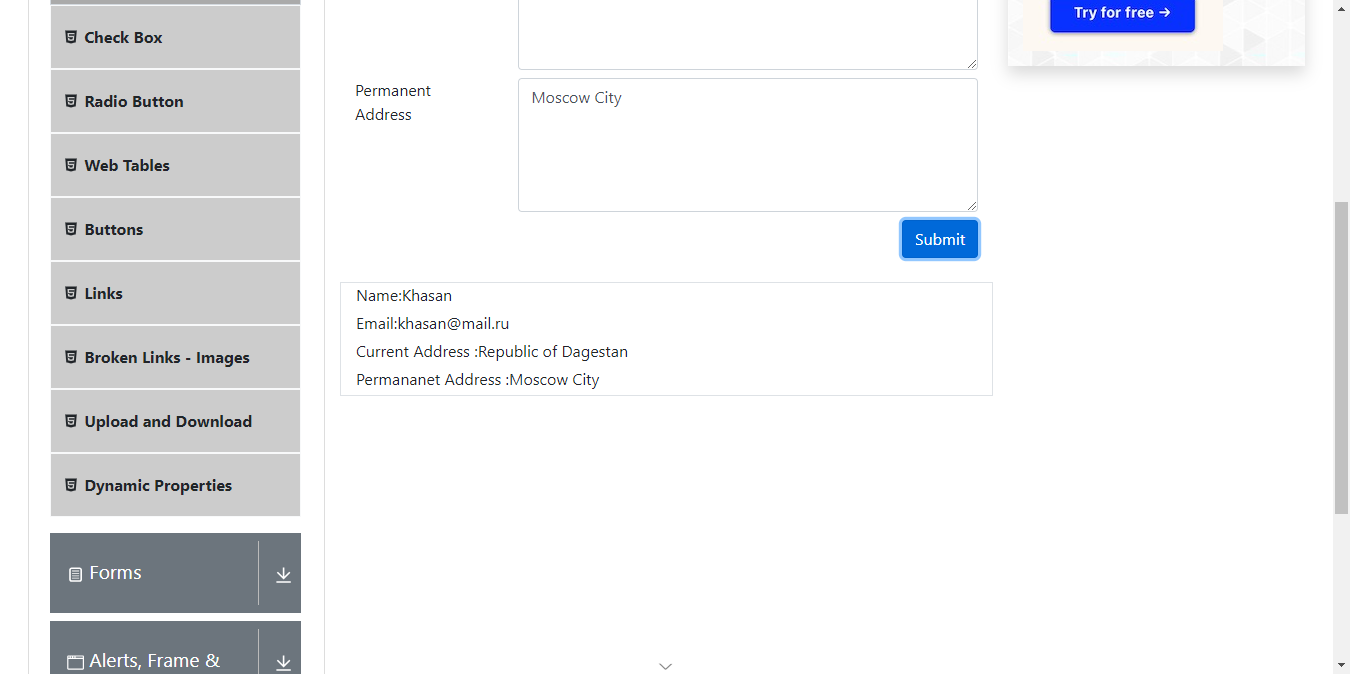 Check Box
Radio Button
Web Tables
Buttons
Links
Broken Links - Images
Upload and Download
Dynamic Properties
Forms
Alerts, Frame &
Permanent
Address
Moscow City
Submit
Name:Khasan
Email:khasan@mail.ru
Current Address :Republic of Dagestan
Permananet Address :Moscow City
Try for free →